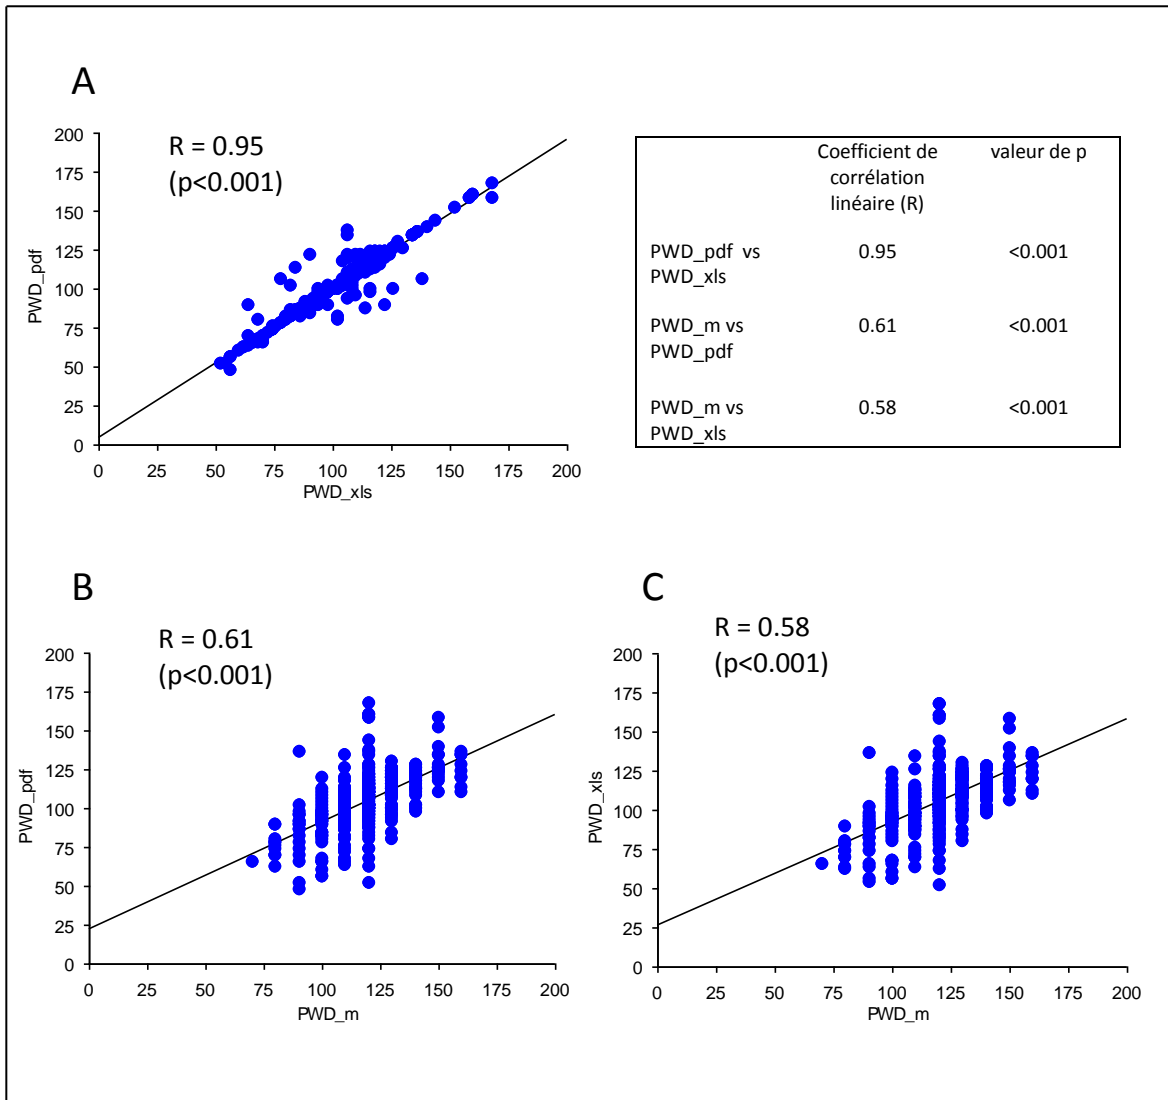 A
R = 0.95
(p<0.001)
200
175
150
125
100
75
50
25
0
PWD_pdf
0 25 50 75 100 125 150 175 200
PWD_xls
Coefficient de valeur de p
corrélation
linéaire (R)
PWD_pdf vs 0.95 <0.001
PWD_xls
PWD_m vs 0.61 <0.001
PWD_pdf
PWD_m vs 0.58 <0.001
PWD_xls
B
R = 0.61
(p<0.001)
200
175
150
125
100
75
50
25
0
PWD_pdf
0 25 50 75 100 125 150 175 200
PWD_m
C
R = 0.58
(p<0.001)
200
175
150
125
100
75
50
25
0
PWD_xls
0 25 50 75 100 125 150 175 200
PWD_m